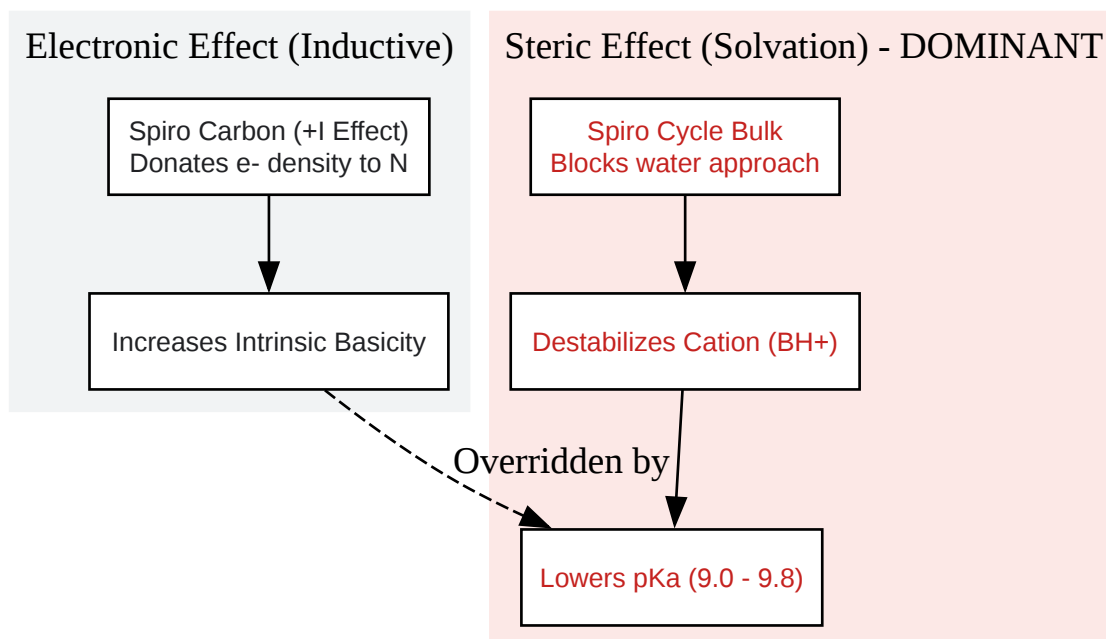 Electronic Effect (Inductive)
Spiro Carbon (+I Effect)
Donates e- density to N
Increases Intrinsic Basicity
Steric Effect (Solvation) - DOMINANT
Spiro Cycle Bulk
Blocks water approach
Destabilizes Cation (BH+)
Overridden by
Lowers pKa (9.0 - 9.8)